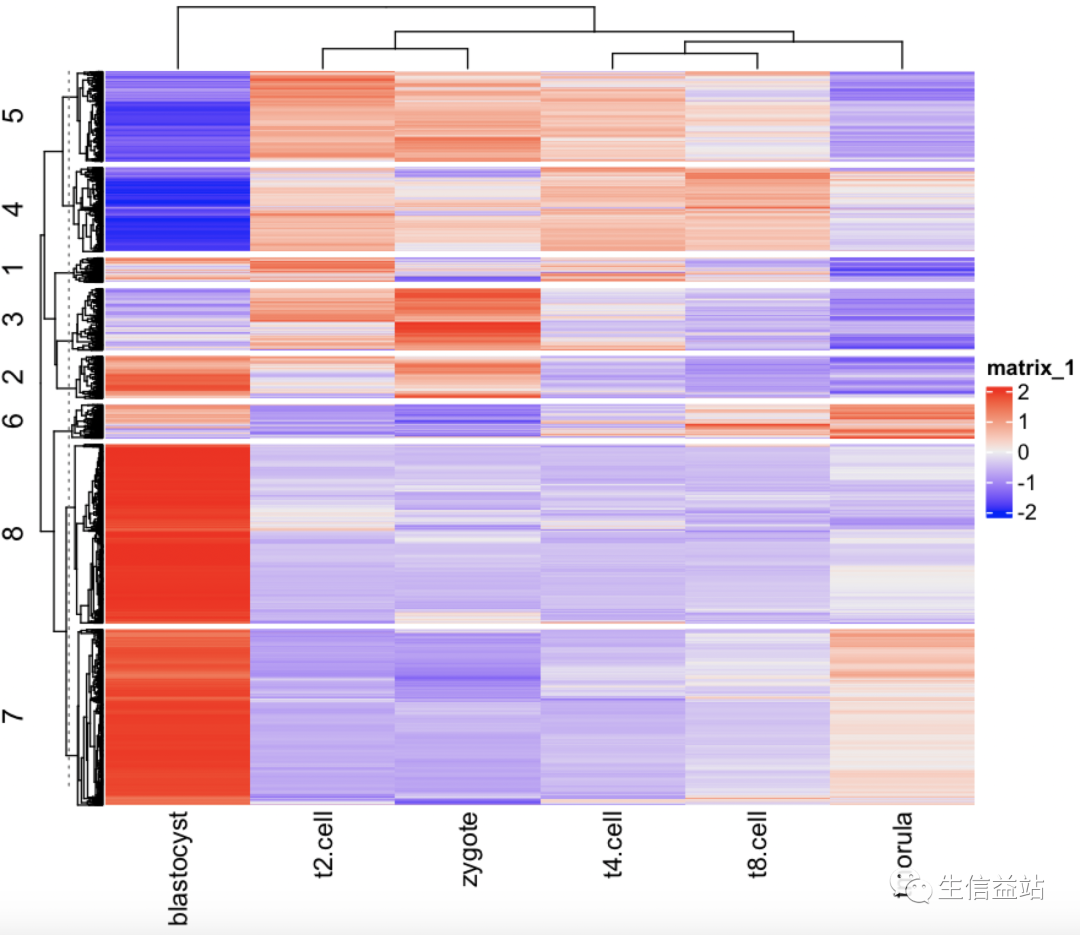 5
4
1
3
2
6
8
7
matrix_1
2
1
0
-1
-2
blastocyst
t2.cell
zygote
t4.cell
t8.cell
生信益站